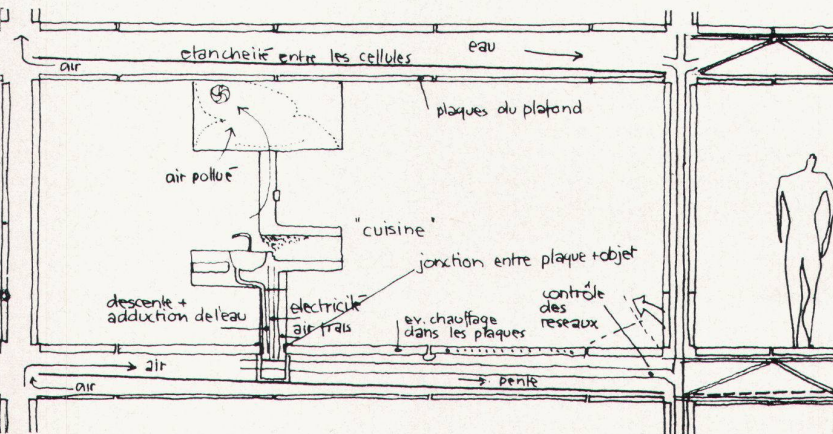 etancheité entre les cellules
eau
air
plaques du plafond
air pollué
"cuisine"
jonction entre plaque + objet
descente +
adduction de l'eau
electricité
air frais
ev. chauffage
dans les plaques
contrôle
des
reseaux
air
air
pente